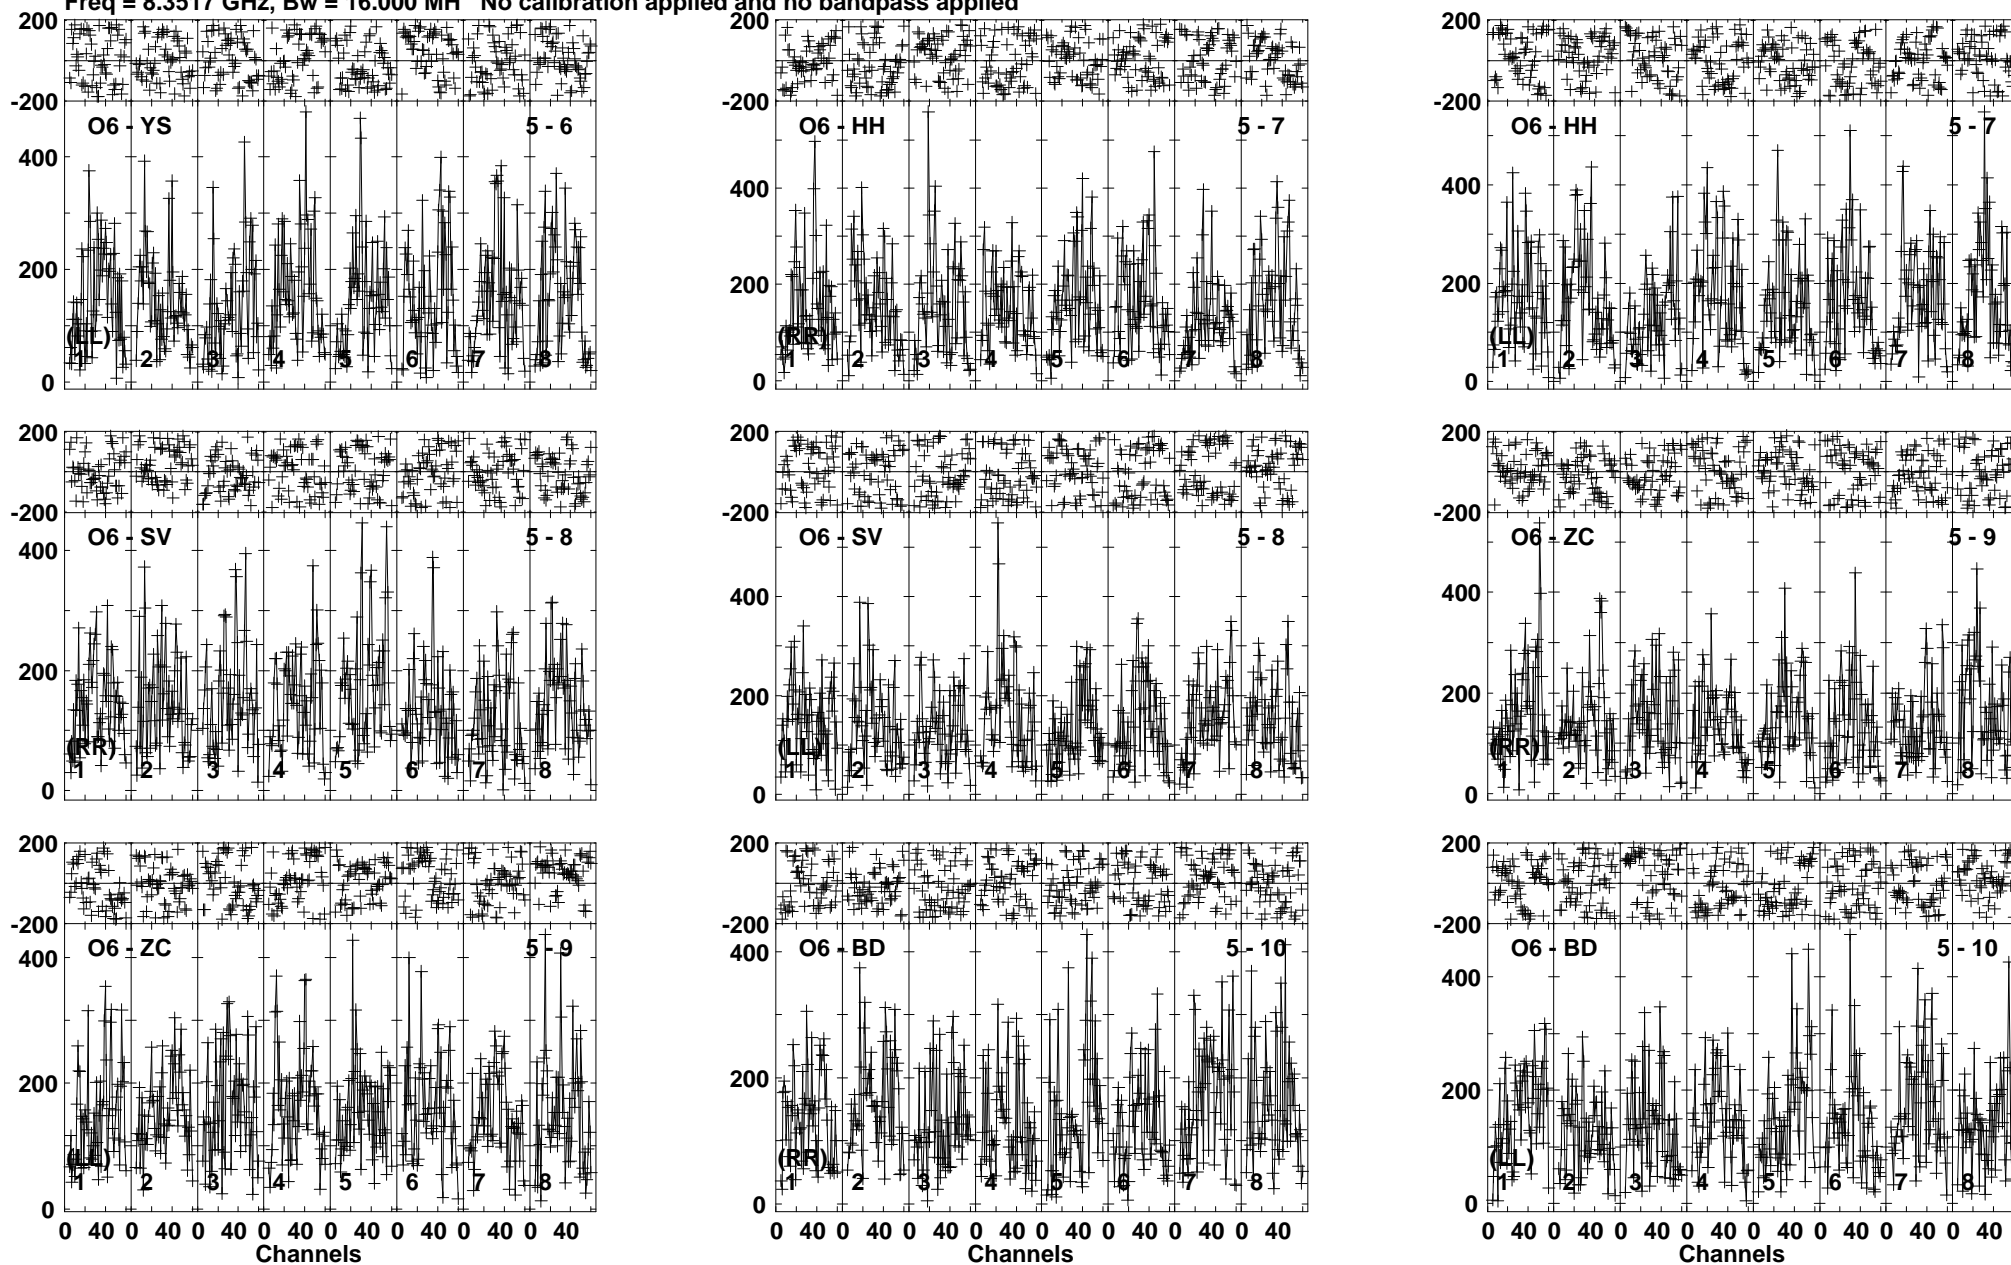 Freq = 8.3517 GHz, Bw = 16.000 MH No calibration applied and no bandpass applied
200 200 200
-200 -200 -200
O6 - YS 5 - 6 O6 - HH 5 - 7 O6 - HH 5 - 7
400 400 400
200 200 200
(LL) (RR) (LL)
1 2 3 4 5 6 7 8 1 2 3 4 5 6 7 8 1 2 3 4 5 6 7 8
0 0 0
200 200 200
-200 -200 -200
O6 - SV 5 - 8 O6 - SV 5 - 8 O6 - ZC 5 - 9
400 400 400
200 200 200
(RR) (LL) (RR)
1 2 3 4 5 6 7 8 1 2 3 4 5 6 7 8 1 2 3 4 5 6 7 8
0 0 0
200 200 200
-200 -200 -200
O6 - ZC 5 - 9 O6 - BD 5 - 10 O6 - BD 5 - 10
400 400 400
200 200 200
(LL) (RR) (LL)
1 2 3 4 5 6 7 8 1 2 3 4 5 6 7 8 1 2 3 4 5 6 7 8
0 0 0
0 40 0 40 0 40 0 40 0 40 0 40 0 40 0 40 0 40 0 40 0 40 0 40 0 40 0 40 0 40 0 40 0 40 0 40 0 40 0 40 0 40 0 40 0 40 0 40
Channels Channels Channels